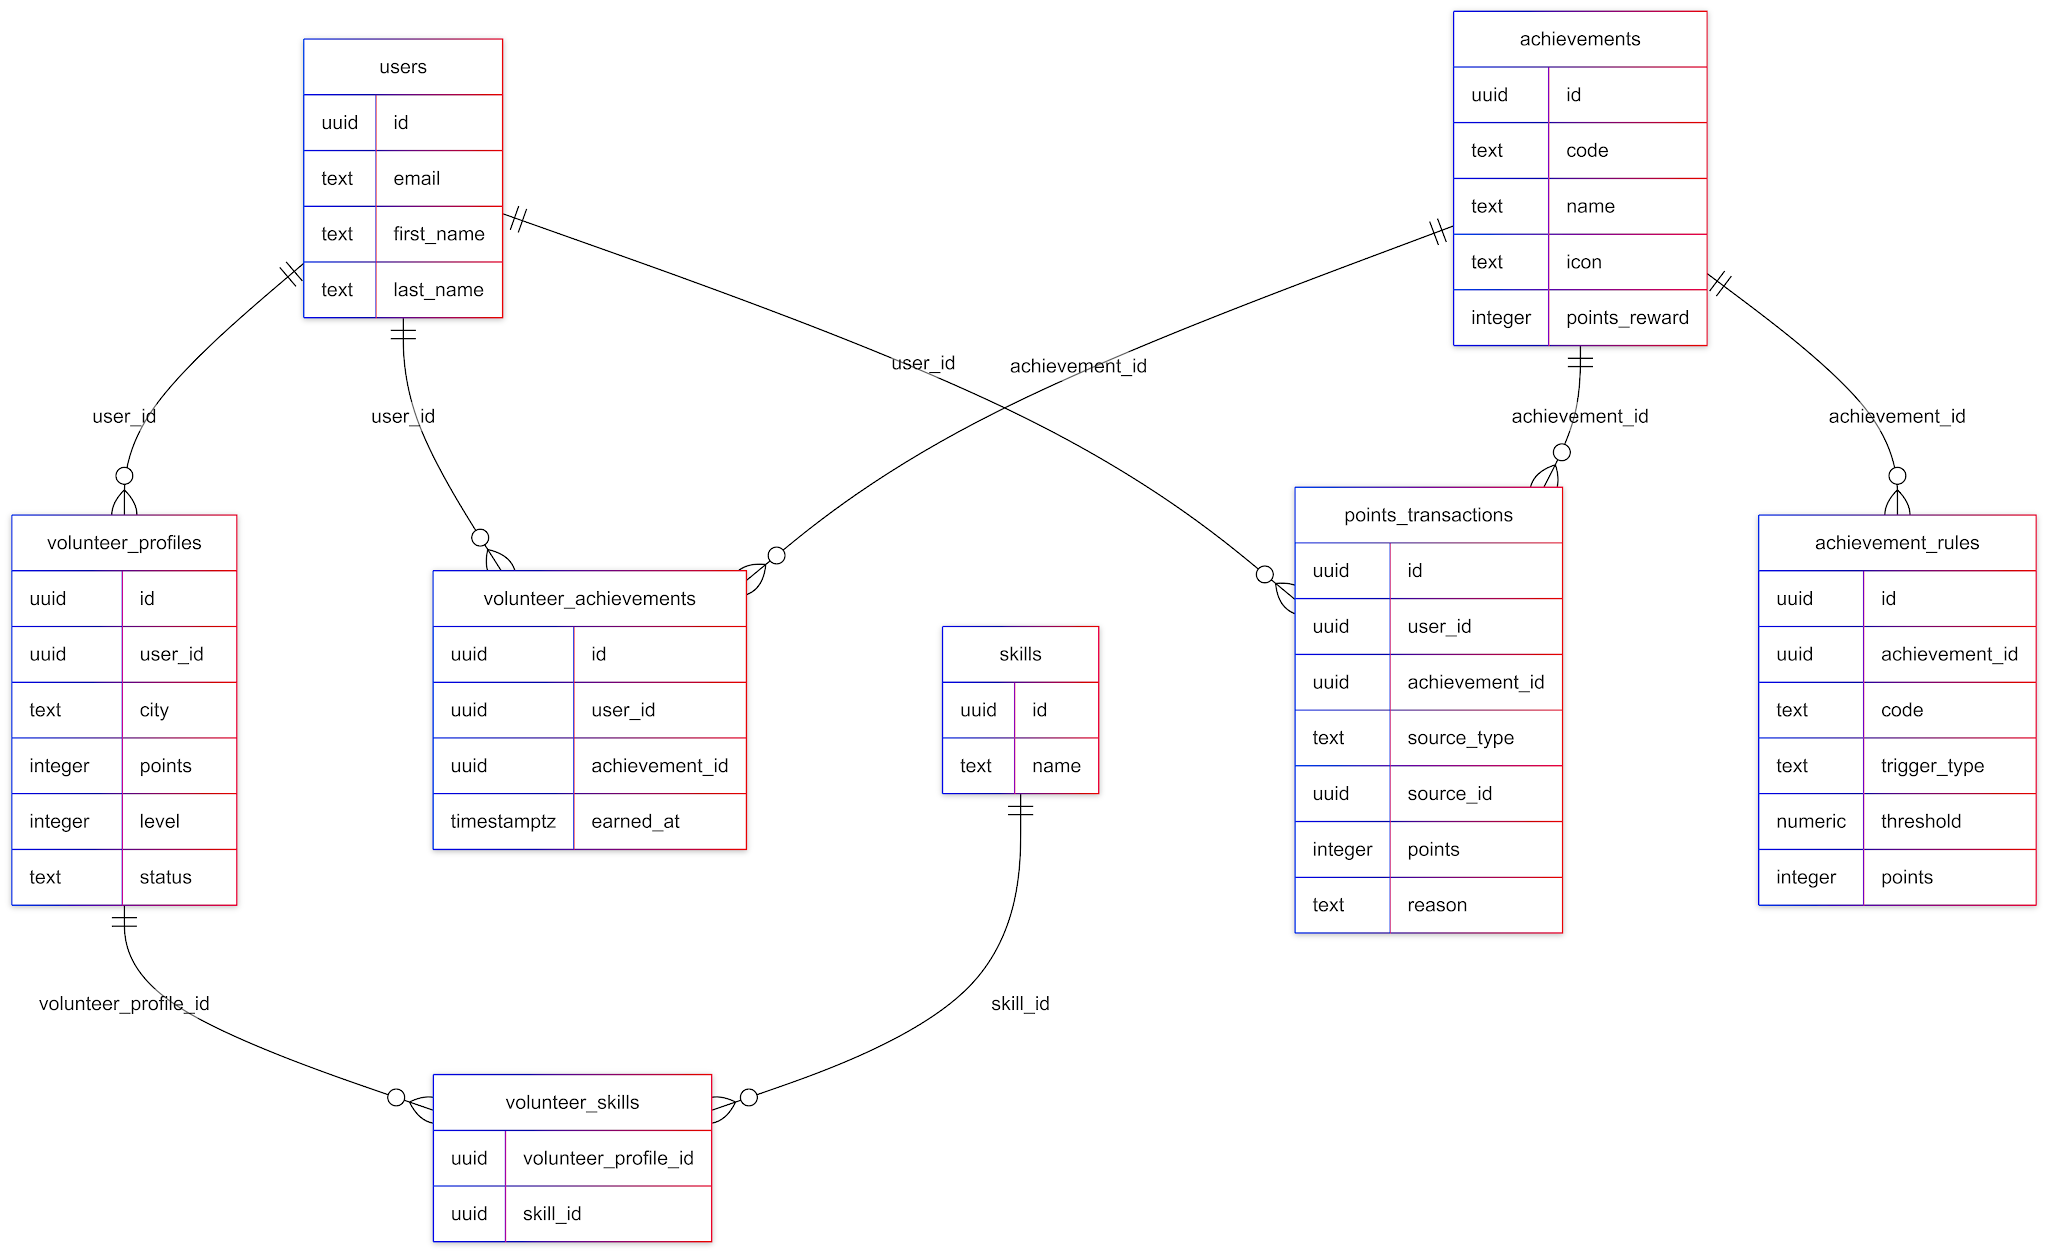 users
uuid id
text email
text first_name
text last_name
achievements
uuid id
text code
text name
text icon
integer points_reward
user_id
user_id
user_id
achievement_id
achievement_id
achievement_id
volunteer_profiles
uuid id
uuid user_id
text city
integer points
integer level
text status
volunteer_achievements
uuid id
uuid user_id
uuid achievement_id
timestamptz earned_at
skills
uuid id
text name
points_transactions
uuid id
uuid user_id
uuid achievement_id
text source_type
uuid source_id
integer points
text reason
achievement_rules
uuid id
uuid achievement_id
text code
text trigger_type
numeric threshold
integer points
volunteer_profile_id
skill_id
volunteer_skills
uuid volunteer_profile_id
uuid skill_id